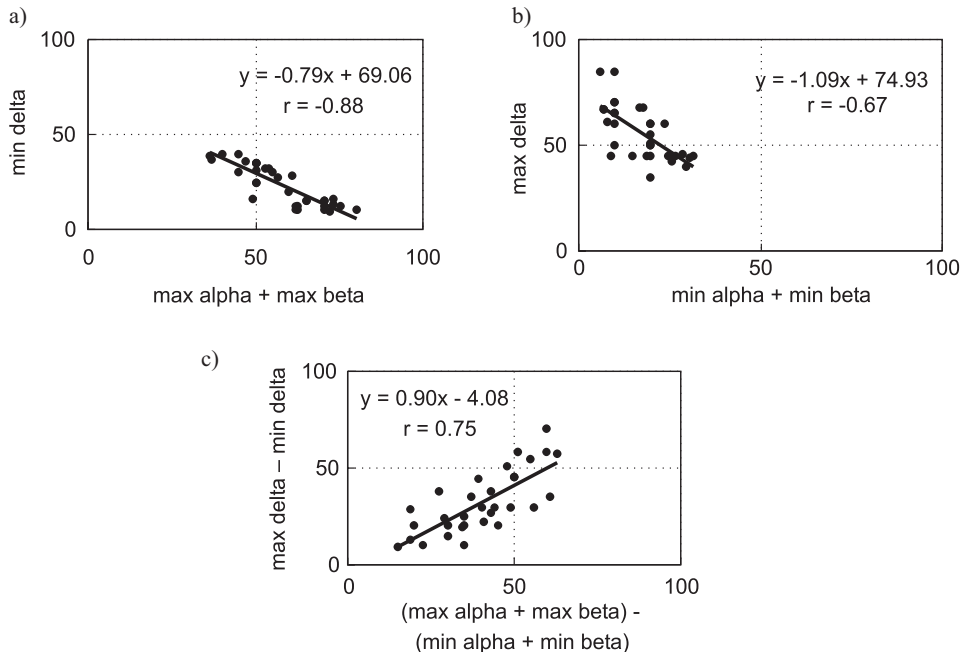 a)
100
min delta
y = -0.79x + 69.06
r = -0.88
50
0
0
50
100
max alpha + max beta
b)
100
max delta
y = -1.09x + 74.93
r = -0.67
50
0
0
50
100
min alpha + min beta
c)
100
max delta – min delta
y = 0.90x - 4.08
r = 0.75
50
0
0
50
100
(max alpha + max beta) -
(min alpha + min beta)